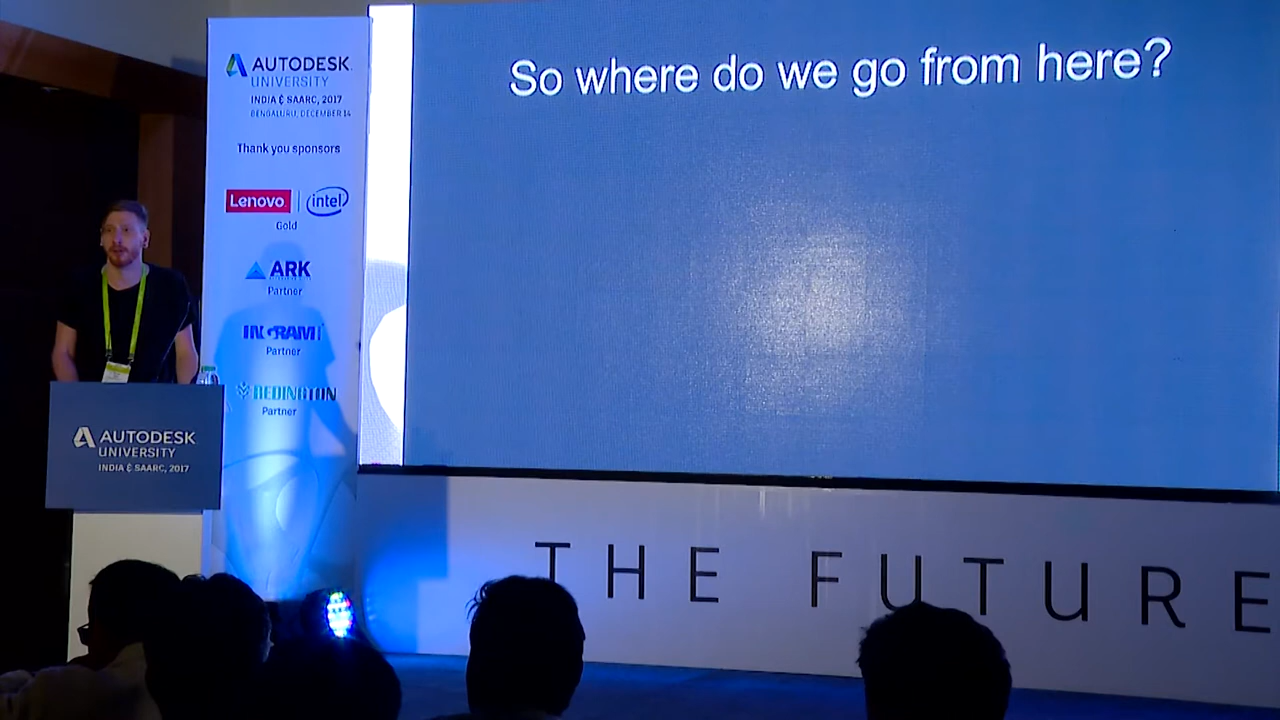 AUTODESK
UNIVERSITY
INDIA & SAARC, 2017
BENGALURU, DECEMBER 14
Thank you sponsors
Lenovo
intel
Gold
ARK
Partner
INGRAM
Partner
REDINGTON
Partner
So where do we go from here?
AUTODESK
UNIVERSITY
INDIA & SAARC, 2017
THE FUTURE